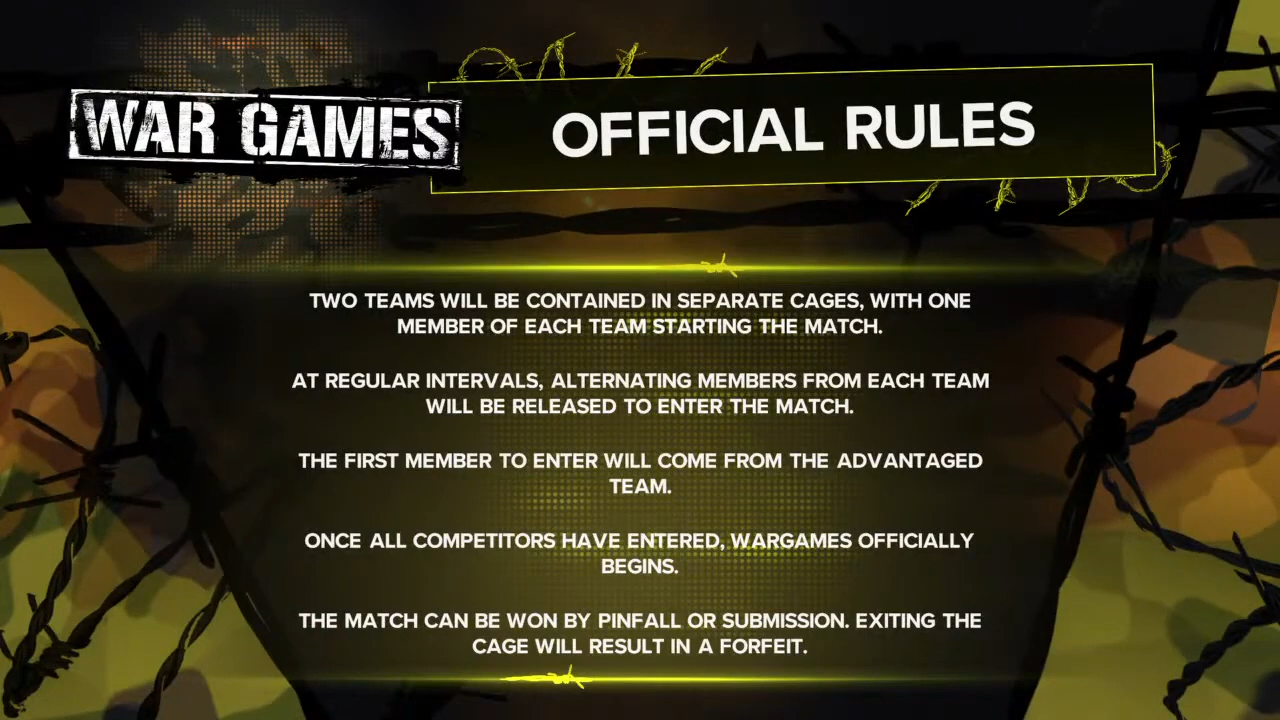 WAR GAMES
OFFICIAL RULES
TWO TEAMS WILL BE CONTAINED IN SEPARATE CAGES, WITH ONE
MEMBER OF EACH TEAM STARTING THE MATCH.
AT REGULAR INTERVALS, ALTERNATING MEMBERS FROM EACH TEAM
WILL BE RELEASED TO ENTER THE MATCH.
THE FIRST MEMBER TO ENTER WILL COME FROM THE ADVANTAGED
TEAM.
ONCE ALL COMPETITORS HAVE ENTERED, WARGAMES OFFICIALLY
BEGINS.
THE MATCH CAN BE WON BY PINFALL OR SUBMISSION. EXITING THE
CAGE WILL RESULT IN A FORFEIT.